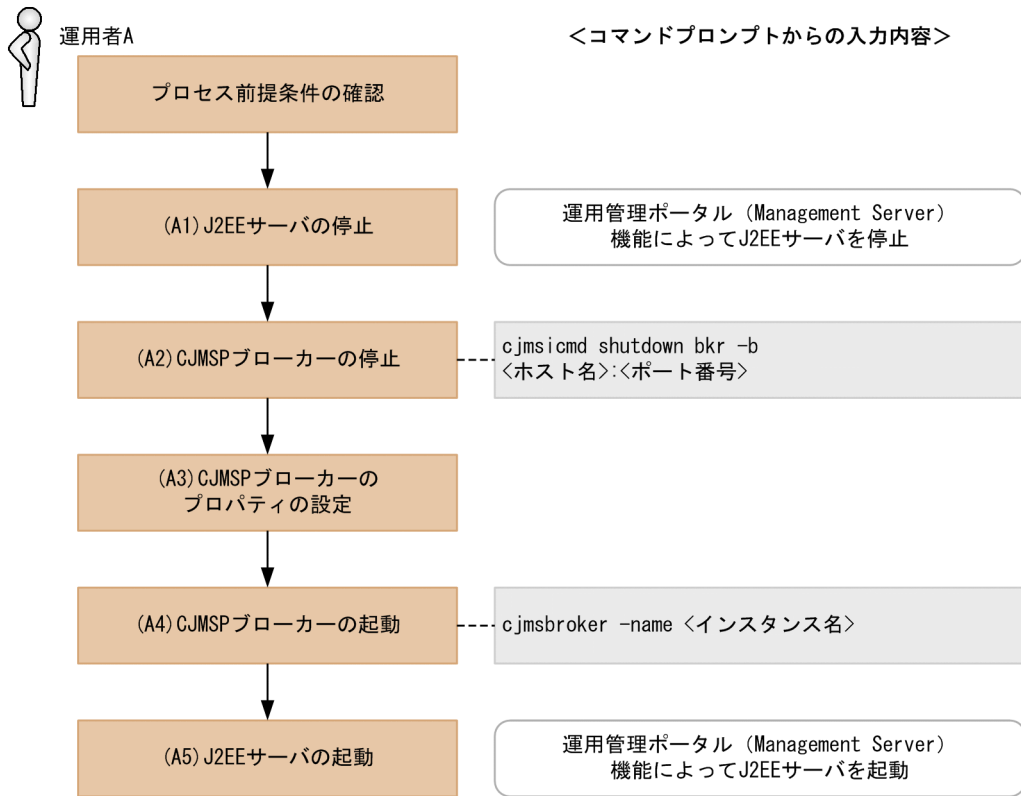 運用者A
<コマンドプロンプトからの入力内容>
プロセス前提条件の確認
(A1)J2EEサーバの停止
運用管理ポータル(Management Server)
機能によってJ2EEサーバを停止
(A2)CJMSPブローカーの停止
cjmsicmd shutdown bkr -b
<ホスト名>:<ポート番号>
(A3)CJMSPブローカーの
プロパティの設定
(A4)CJMSPブローカーの起動
cjmsbroker -name <インスタンス名>
(A5)J2EEサーバの起動
運用管理ポータル(Management Server)
機能によってJ2EEサーバを起動